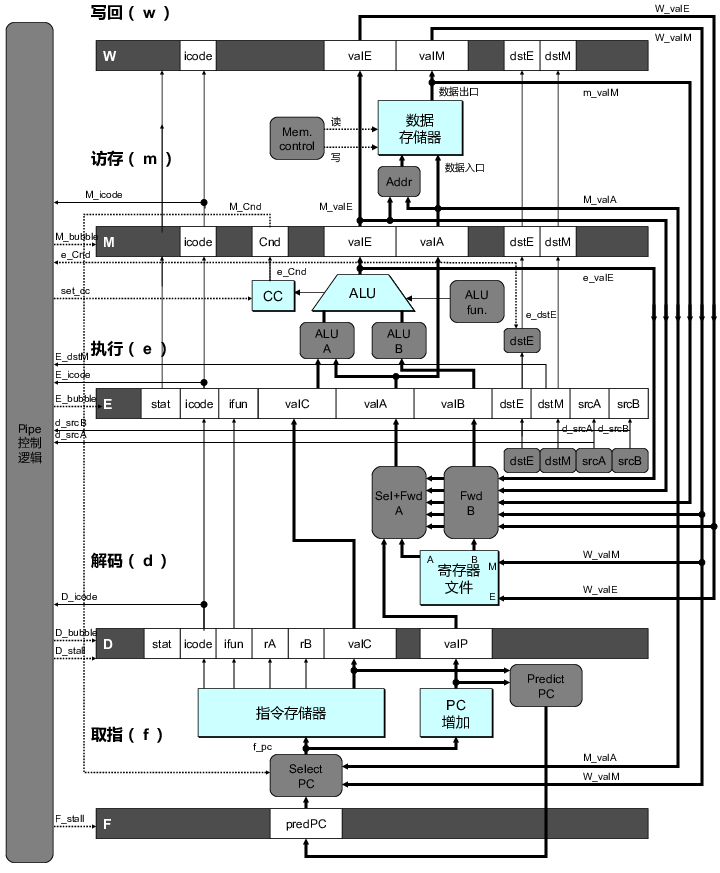 写回（ w ）
W_valE
W_valM
W
icode
valE
valM
dstE
dstM
数据出口
m_valM
Mem.
control
读
写
数据
存储器
访存（ m ）
数据入口
Addr
M_icode
M_Cnd
M_valE
M_valA
M_bubble
M
icode
Cnd
valE
valA
dstE
dstM
e_Cnd
e_Cnd
e_valE
set_cc
CC
ALU
ALU
fun.
e_dstE
ALU
A
ALU
B
dstE
执行（ e ）
E_dstM
E_icode
E_bubble
E
stat
icode
ifun
valC
valA
valB
dstE
dstM
srcA
srcB
Pipe
控制
逻辑
d_srcB
d_srcA
d_srcA
d_srcB
dstE
dstM
srcA
srcB
Sel+Fwd
A
Fwd
B
解码（ d ）
A
B
M
E
寄存器
文件
W_valM
W_valE
D_icode
D_bubble
D_stall
D
stat
icode
ifun
rA
rB
valC
valP
Predict
PC
指令存储器
PC
增加
取指（ f ）
f_pc
Select
PC
M_valA
W_valM
F_stall
F
predPC